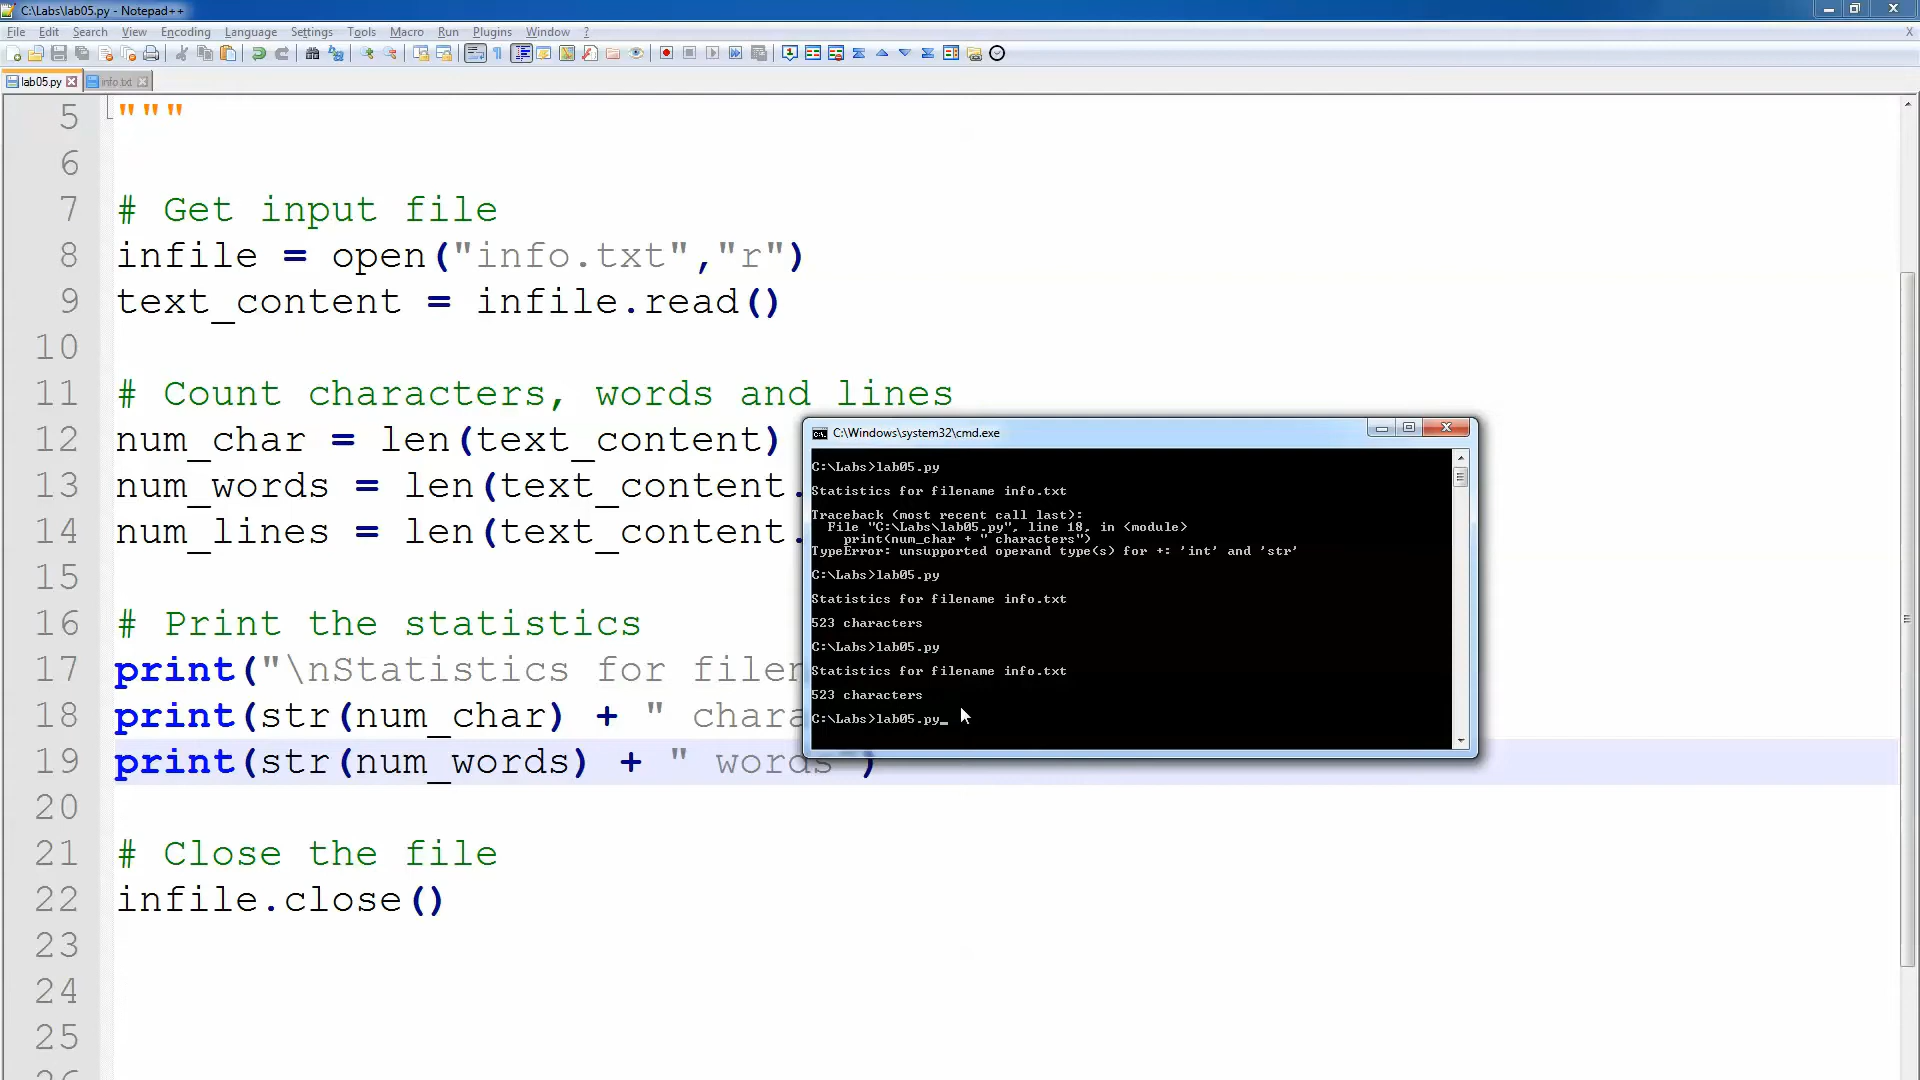 C:\Labs\lab05.py - Notepad++
File Edit Search View Encoding Language Settings Tools Macro Run Plugins Window ? X
lab05.py info.txt
5 """
6
7 # Get input file
8 infile = open("info.txt","r")
9 text_content = infile.read()
10
11 # Count characters, words and lines
12 num_char = len(text_content)
13 num_words = len(text_content.
14 num_lines = len(text_content.
15
16 # Print the statistics
17 print("\nStatistics for filen
18 print(str(num_char) + " chara
19 print(str(num_words) + " words")
20
21 # Close the file
22 infile.close()
23
24
25
26
C:\Windows\system32\cmd.exe
C:\Labs>lab05.py
Statistics for filename info.txt
Traceback (most recent call last):
File "C:\Labs\lab05.py", line 18, in <module>
print(num_char + " characters")
TypeError: unsupported operand type(s) for +: 'int' and 'str'
C:\Labs>lab05.py
Statistics for filename info.txt
523 characters
C:\Labs>lab05.py
Statistics for filename info.txt
523 characters
C:\Labs>lab05.py_